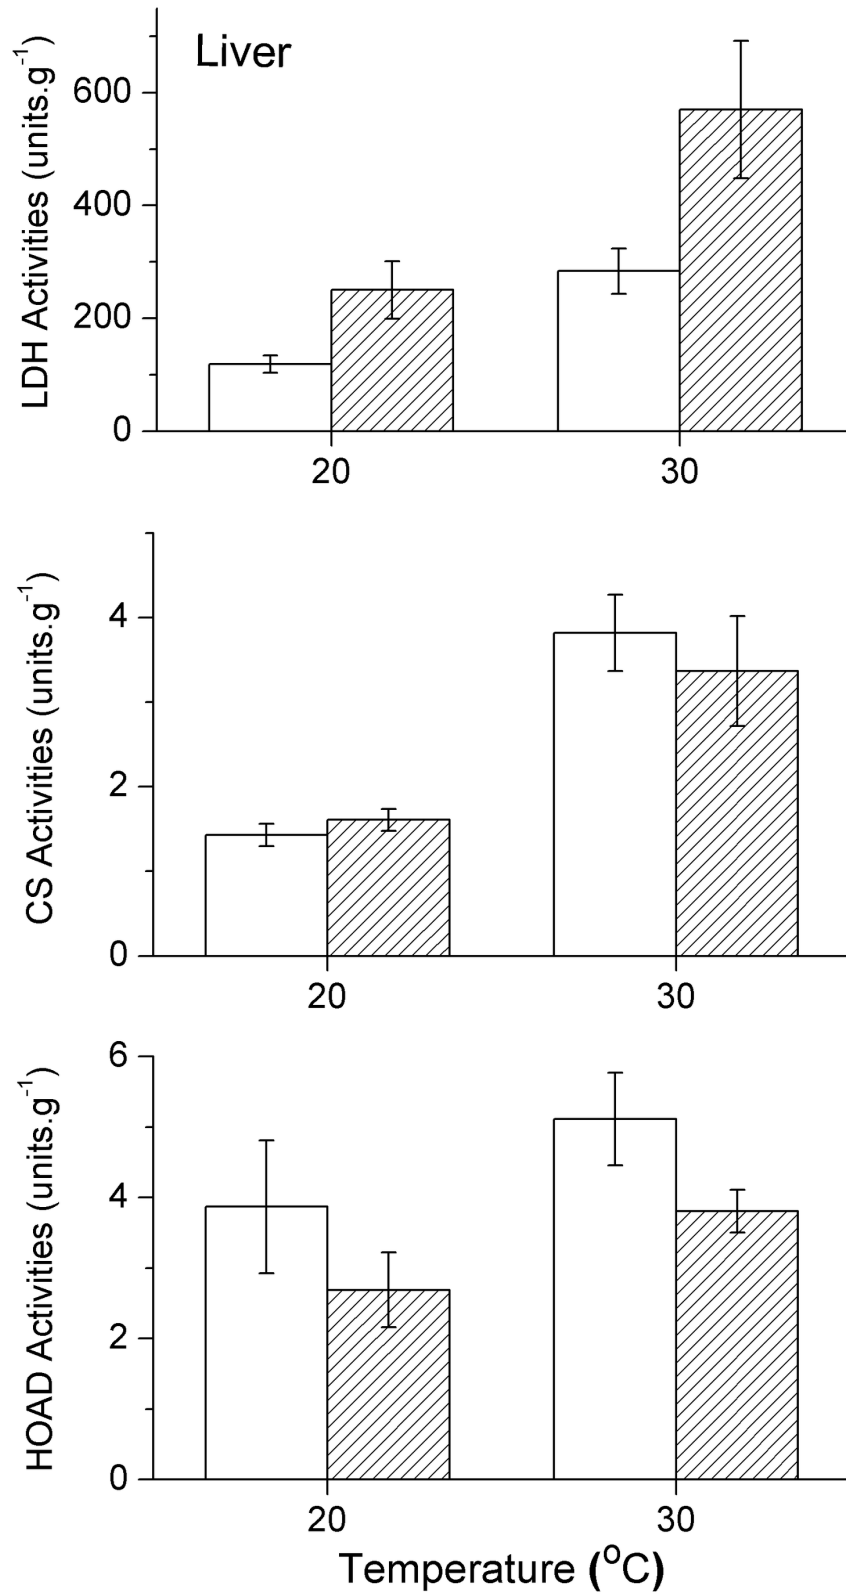 Liver
LDH Activities (units.g⁻¹)
600
400
200
0
20 30
CS Activities (units.g⁻¹)
4
2
0
20 30
HOAD Activities (units.g⁻¹)
6
4
2
0
20 30
Temperature (°C)